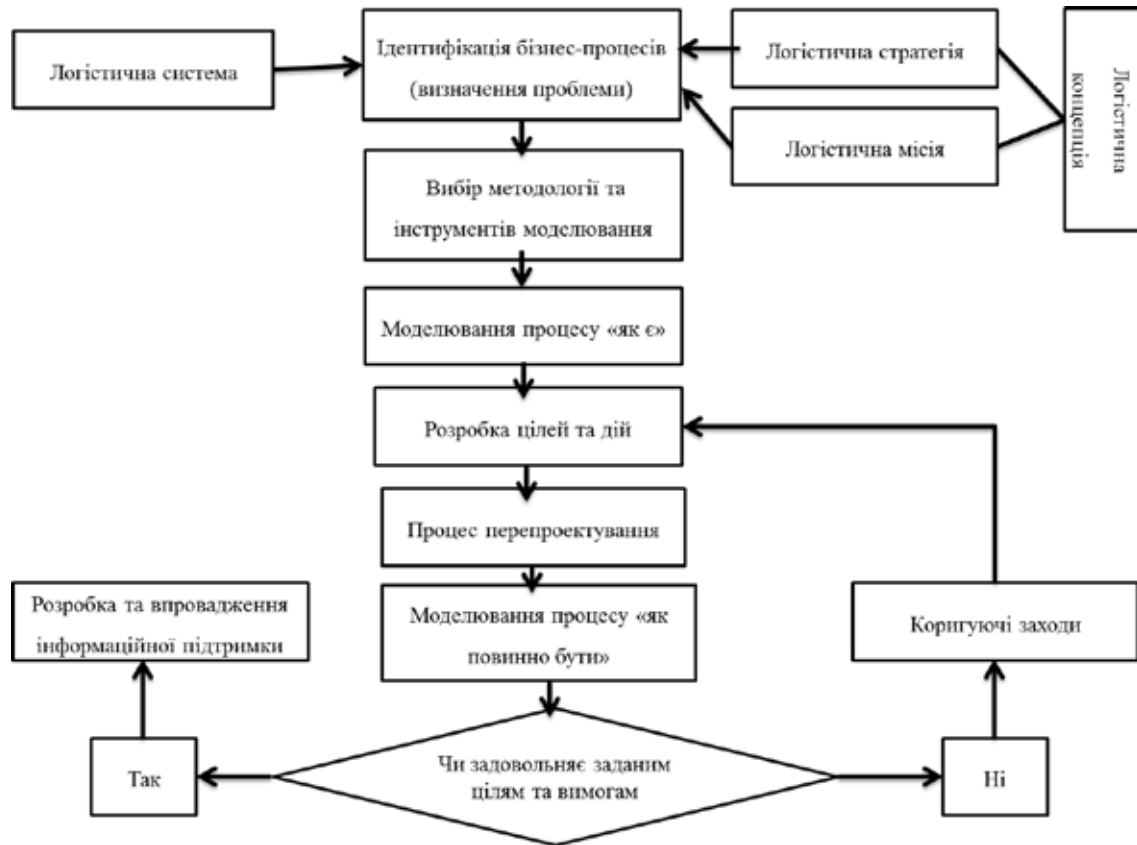 Логістична система
Ідентифікація бізнес-процесів
(визначення проблеми)
Логістична стратегія
Логістична місія
Логістична
концепція
Вибір методології та
інструментів моделювання
Моделювання процесу «як є»
Розробка цілей та дій
Процес перепроектування
Моделювання процесу «як
повинно бути»
Розробка та впровадження
інформаційної підтримки
Коригуючі заходи
Так
Чи задовольняє заданим
цілям та вимогам
Ні